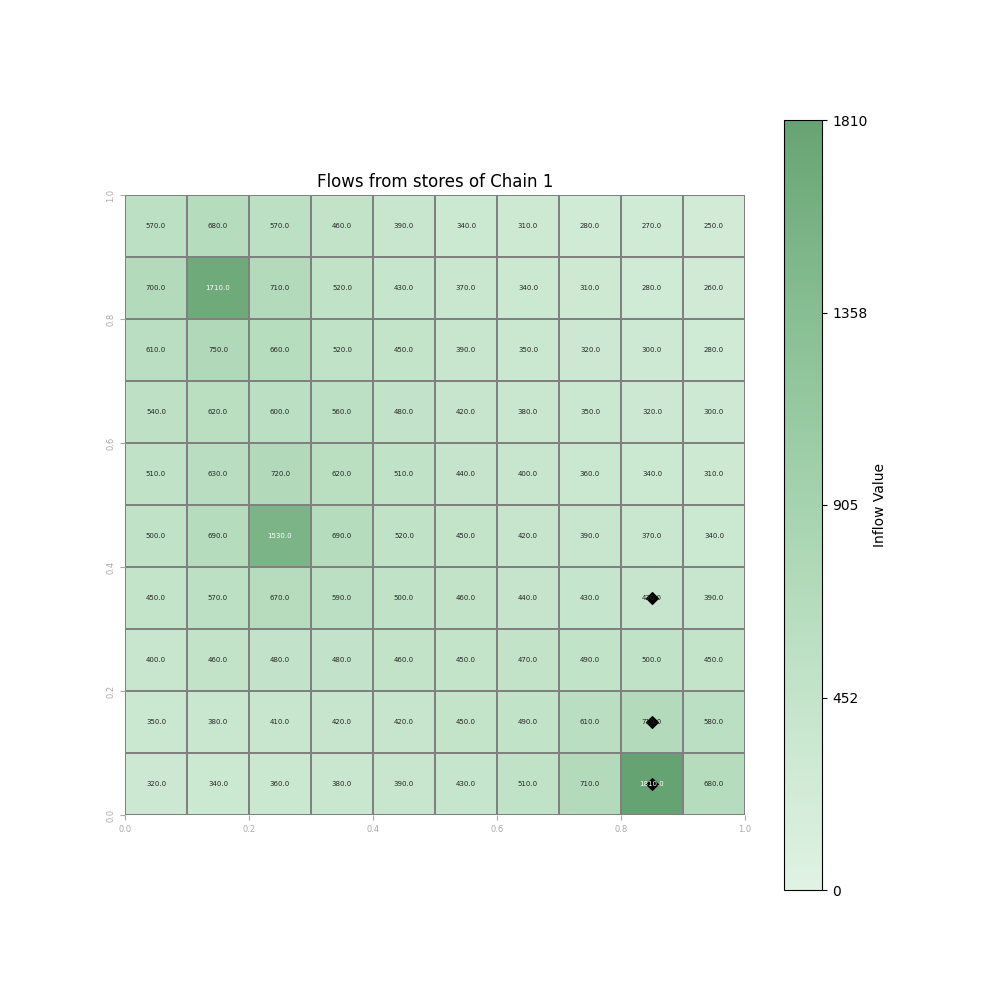 Flows from stores of Chain 1
1.0
570.0 680.0 570.0 460.0 390.0 340.0 310.0 280.0 270.0 250.0
700.0 1710.0 710.0 520.0 430.0 370.0 340.0 310.0 280.0 260.0
0.8
610.0 750.0 660.0 520.0 450.0 390.0 350.0 320.0 300.0 280.0
540.0 620.0 600.0 560.0 480.0 420.0 380.0 350.0 320.0 300.0
0.6
510.0 630.0 720.0 620.0 510.0 440.0 400.0 360.0 340.0 310.0
500.0 690.0 1530.0 690.0 520.0 450.0 420.0 390.0 370.0 340.0
0.4
450.0 570.0 670.0 590.0 500.0 460.0 440.0 430.0 390.0
400.0 460.0 480.0 480.0 460.0 450.0 470.0 490.0 500.0 450.0
0.2
350.0 380.0 410.0 420.0 420.0 450.0 490.0 610.0 580.0
320.0 340.0 360.0 380.0 390.0 430.0 510.0 710.0 1810.0 680.0
0.0
0.0 0.2 0.4 0.6 0.8 1.0
1810
1358
905
452
0
Inflow Value